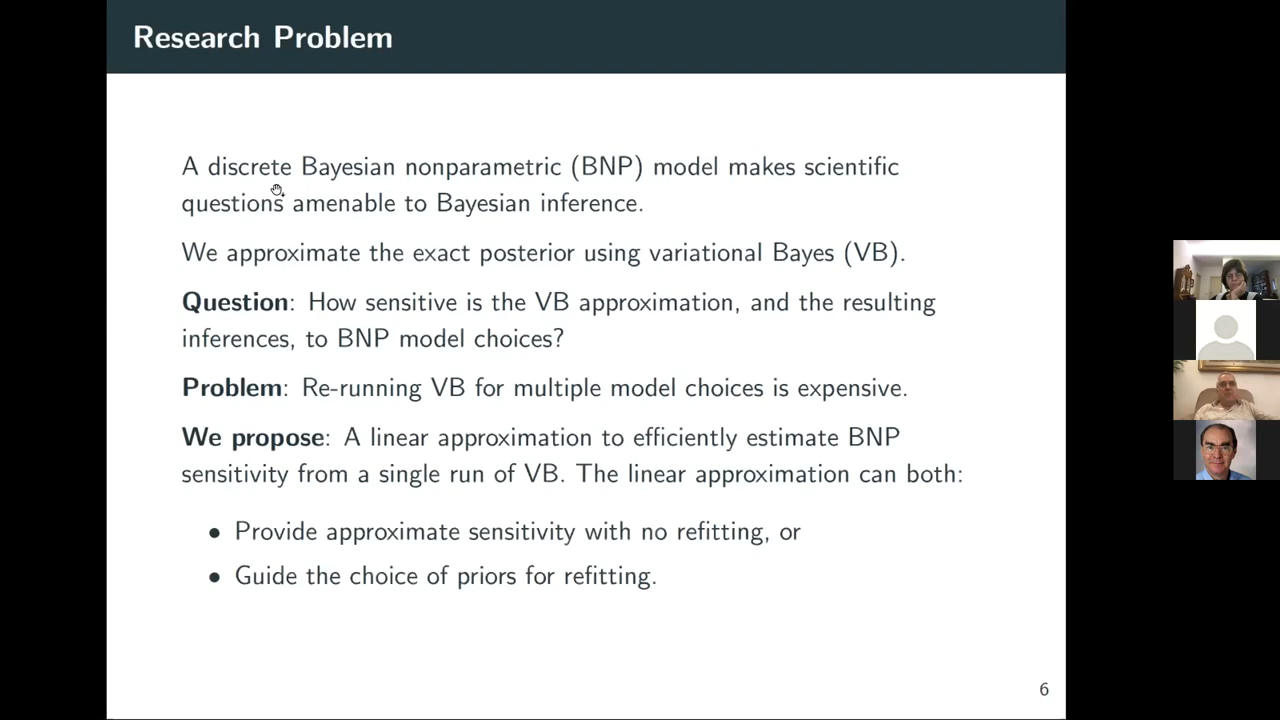 Research Problem
A discrete Bayesian nonparametric (BNP) model makes scientific
questions amenable to Bayesian inference.
We approximate the exact posterior using variational Bayes (VB).
Question: How sensitive is the VB approximation, and the resulting
inferences, to BNP model choices?
Problem: Re-running VB for multiple model choices is expensive.
We propose: A linear approximation to efficiently estimate BNP
sensitivity from a single run of VB. The linear approximation can both:
• Provide approximate sensitivity with no refitting, or
• Guide the choice of priors for refitting.
6